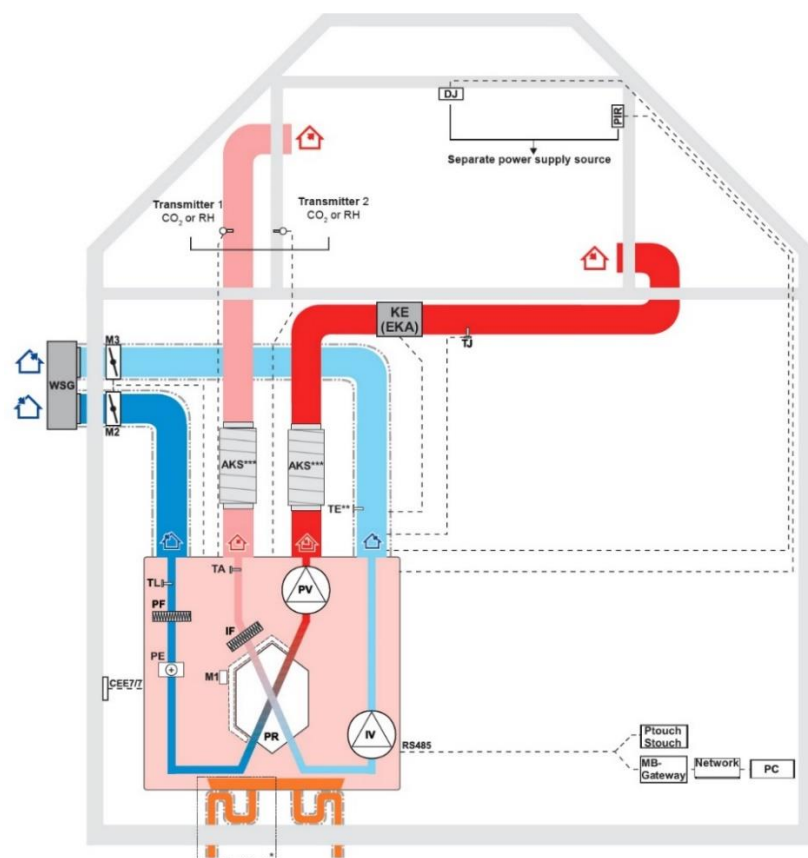 DJ
PIR
Separate power supply source
Transmitter 1
CO₂ or RH
Transmitter 2
CO₂ or RH
KE
(EKA)
TJ
M3
WSG
M2
AKS***
AKS***
TE**
TL
TA
PV
PF
IF
PE
M1
CEE7/7
PR
IV
RS485
Ptouch
Stouch
MB-
Gateway
Network
PC
*